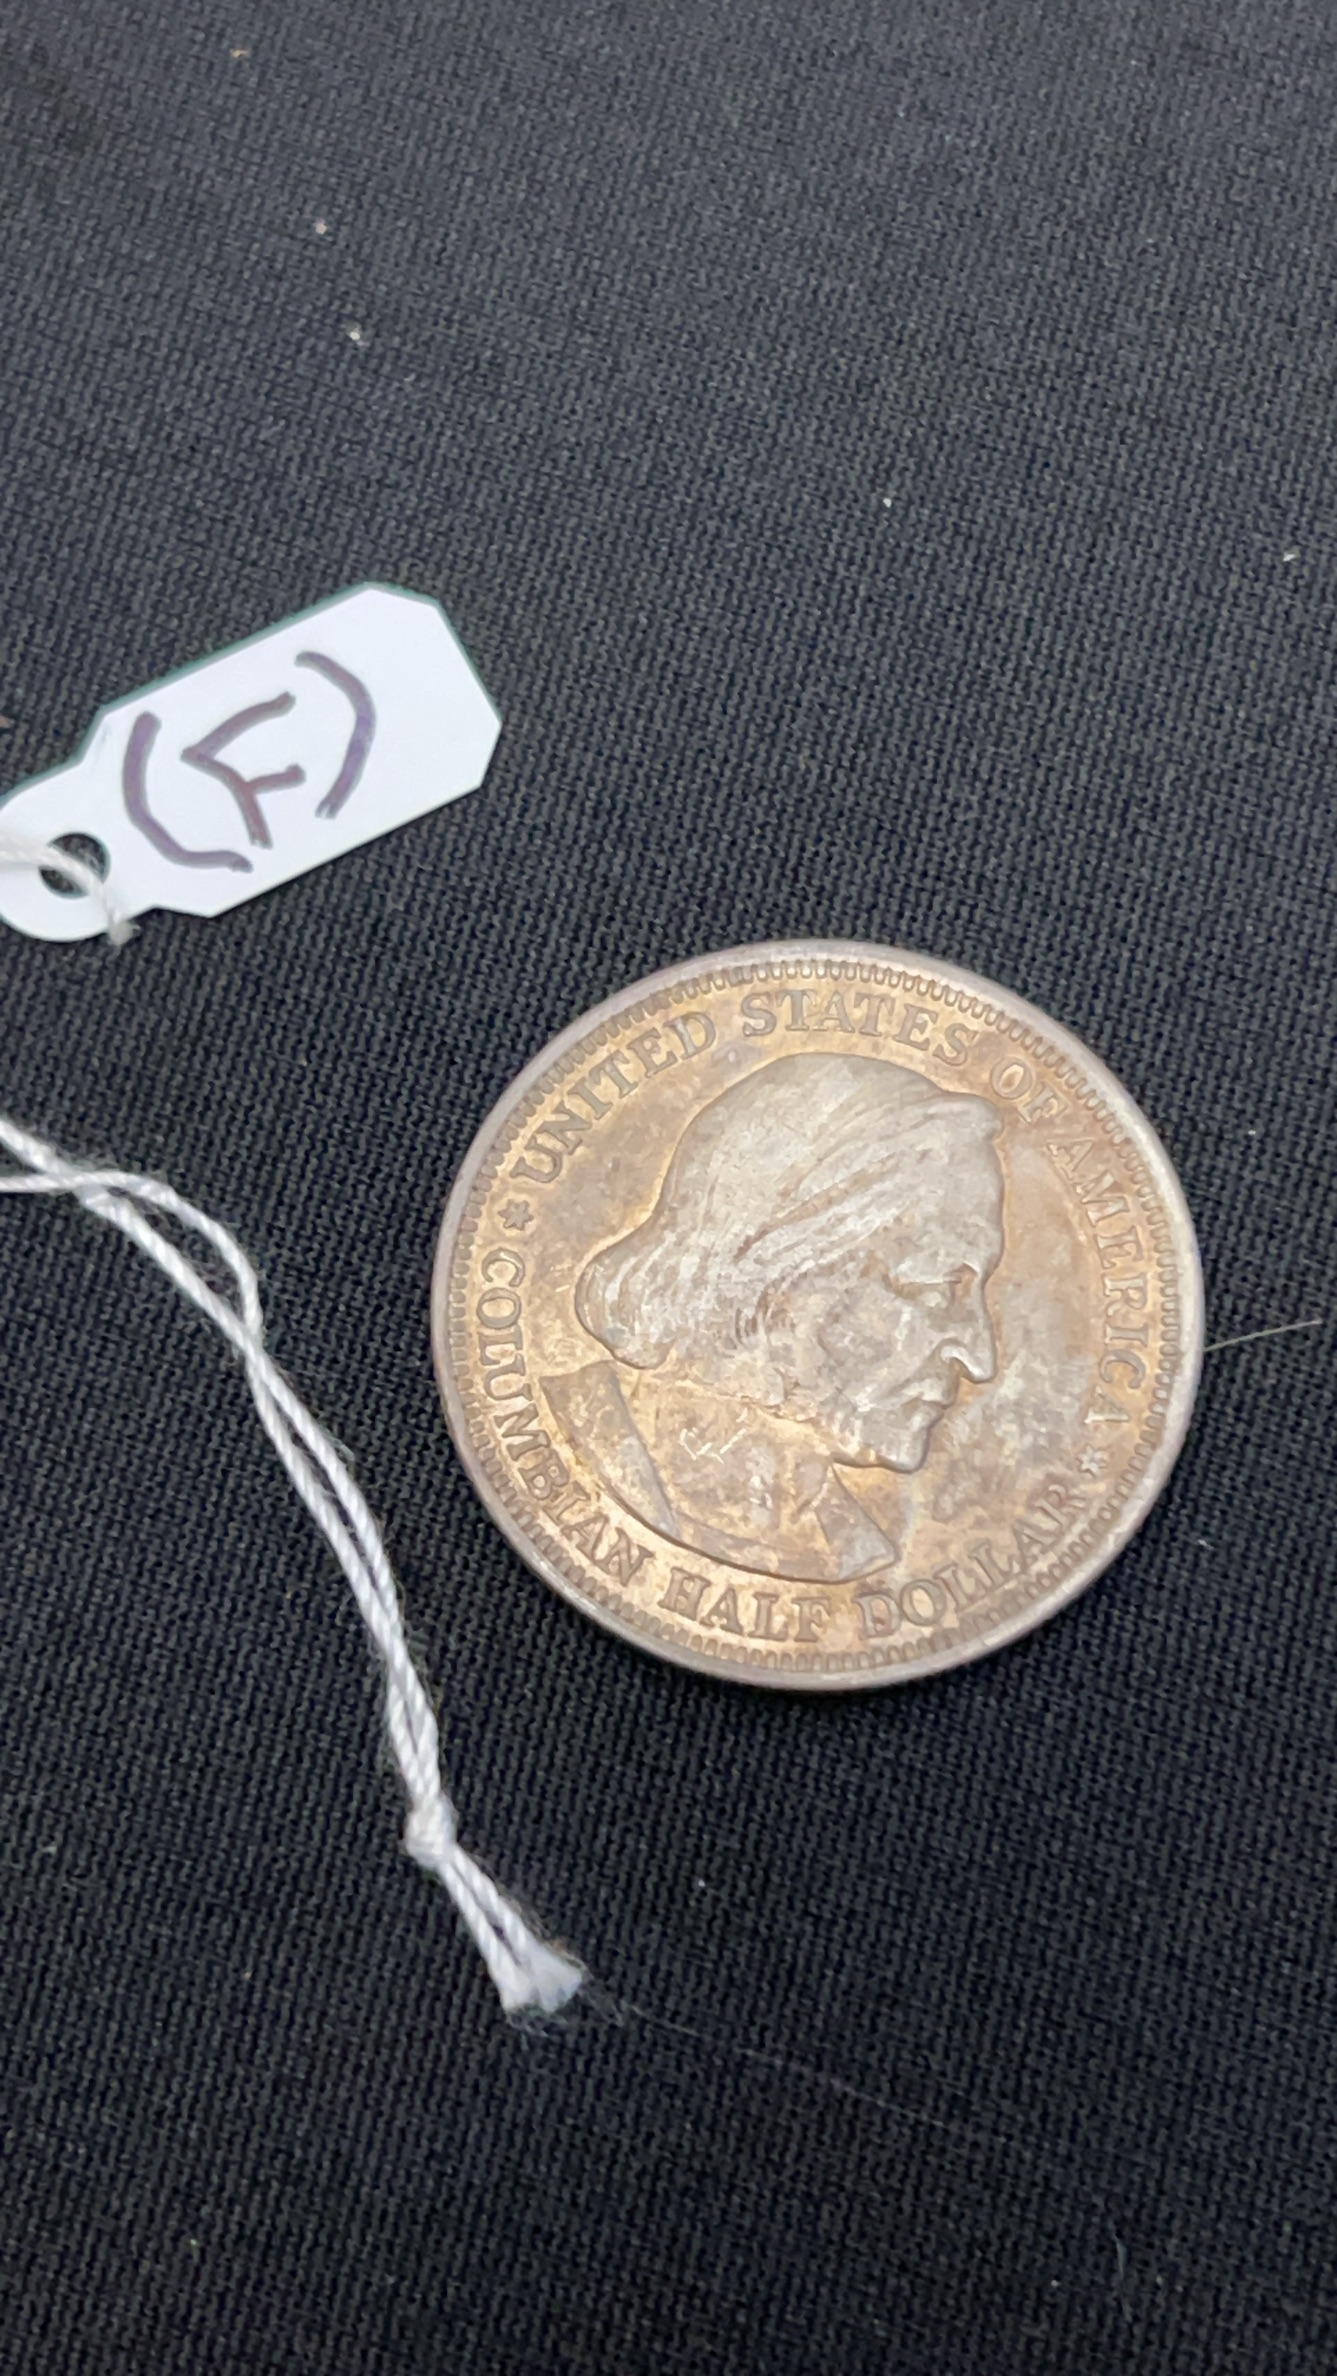 (F)
UNITED STATES OF AMERICA
* COLUMBIAN HALF DOLLAR *